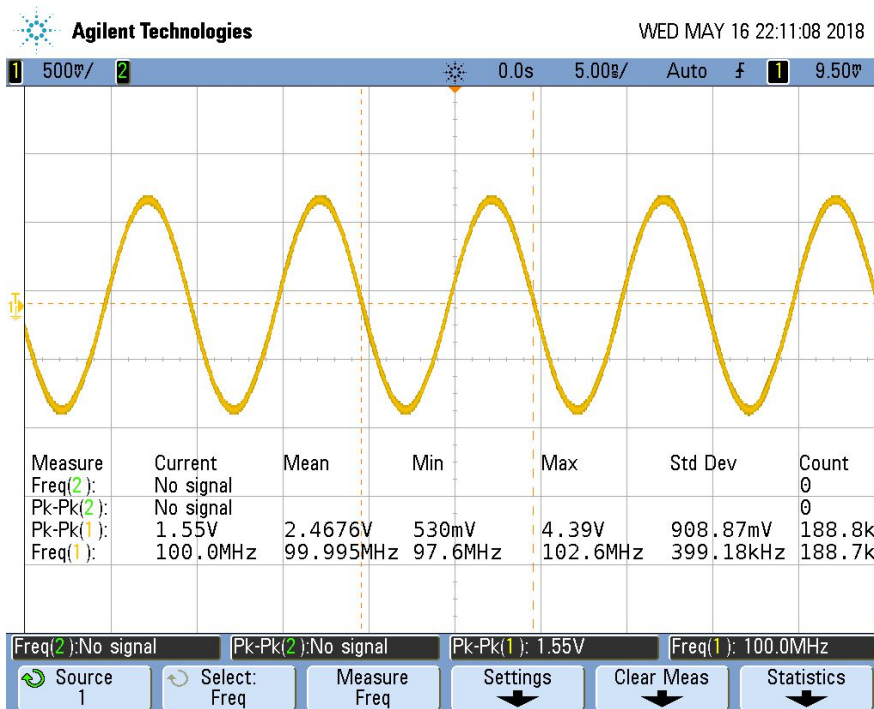 Agilent Technologies WED MAY 16 22:11:08 2018
1 500mV/ 2 0.0s 5.00ns/ Auto 1 9.50mV
T
1
Measure Current Mean Min Max Std Dev Count
Freq(2): No signal 0
Pk-Pk(2): No signal 0
Pk-Pk(1): 1.55V 2.4676V 530mV 4.39V 908.87mV 188.8k
Freq(1): 100.0MHz 99.995MHz 97.6MHz 102.6MHz 399.18kHz 188.7k
Freq(2):No signal Pk-Pk(2):No signal Pk-Pk(1): 1.55V Freq(1): 100.0MHz
Source Select: Measure Settings Clear Meas Statistics
1 Freq Freq